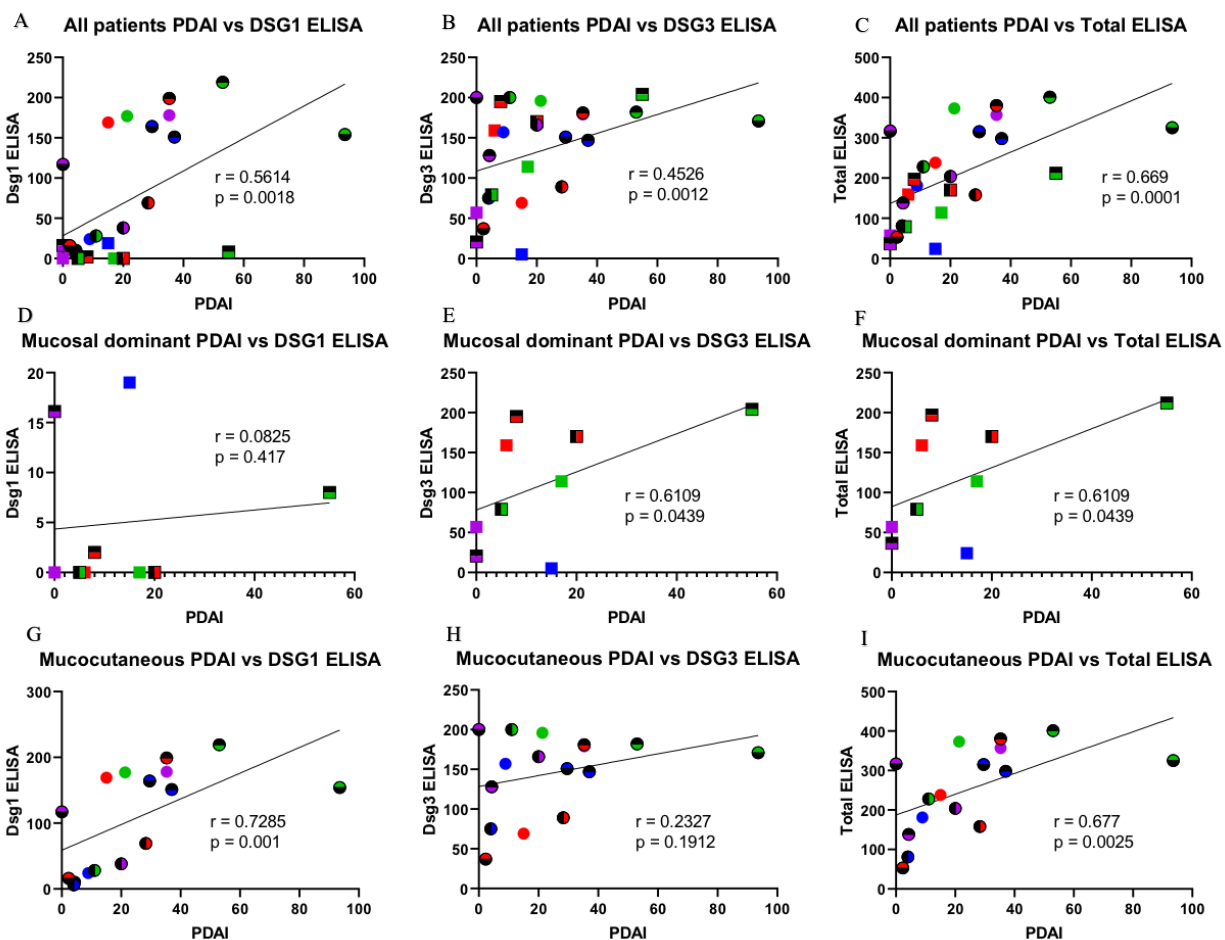 A
All patients PDAI vs DSG1 ELISA
250
200
150
100
50
0
Dsg1 ELISA
r = 0.5614
p = 0.0018
0 20 40 60 80 100
PDAI
B
All patients PDAI vs DSG3 ELISA
250
200
150
100
50
0
Dsg3 ELISA
r = 0.4526
p = 0.0012
0 20 40 60 80 100
PDAI
C
All patients PDAI vs Total ELISA
500
400
300
200
100
0
Total ELISA
r = 0.669
p = 0.0001
0 20 40 60 80 100
PDAI
D
Mucosal dominant PDAI vs DSG1 ELISA
20
15
10
5
0
Dsg1 ELISA
r = 0.0825
p = 0.417
0 20 40 60
PDAI
E
Mucosal dominant PDAI vs DSG3 ELISA
250
200
150
100
50
0
Dsg3 ELISA
r = 0.6109
p = 0.0439
0 20 40 60
PDAI
F
Mucosal dominant PDAI vs Total ELISA
250
200
150
100
50
0
Total ELISA
r = 0.6109
p = 0.0439
0 20 40 60
PDAI
G
Mucocutaneous PDAI vs DSG1 ELISA
300
200
100
0
Dsg1 ELISA
r = 0.7285
p = 0.001
0 20 40 60 80 100
PDAI
H
Mucocutaneous PDAI vs DSG3 ELISA
250
200
150
100
50
0
Dsg3 ELISA
r = 0.2327
p = 0.1912
0 20 40 60 80 100
PDAI
I
Mucocutaneous PDAI vs Total ELISA
500
400
300
200
100
0
Total ELISA
r = 0.677
p = 0.0025
0 20 40 60 80 100
PDAI